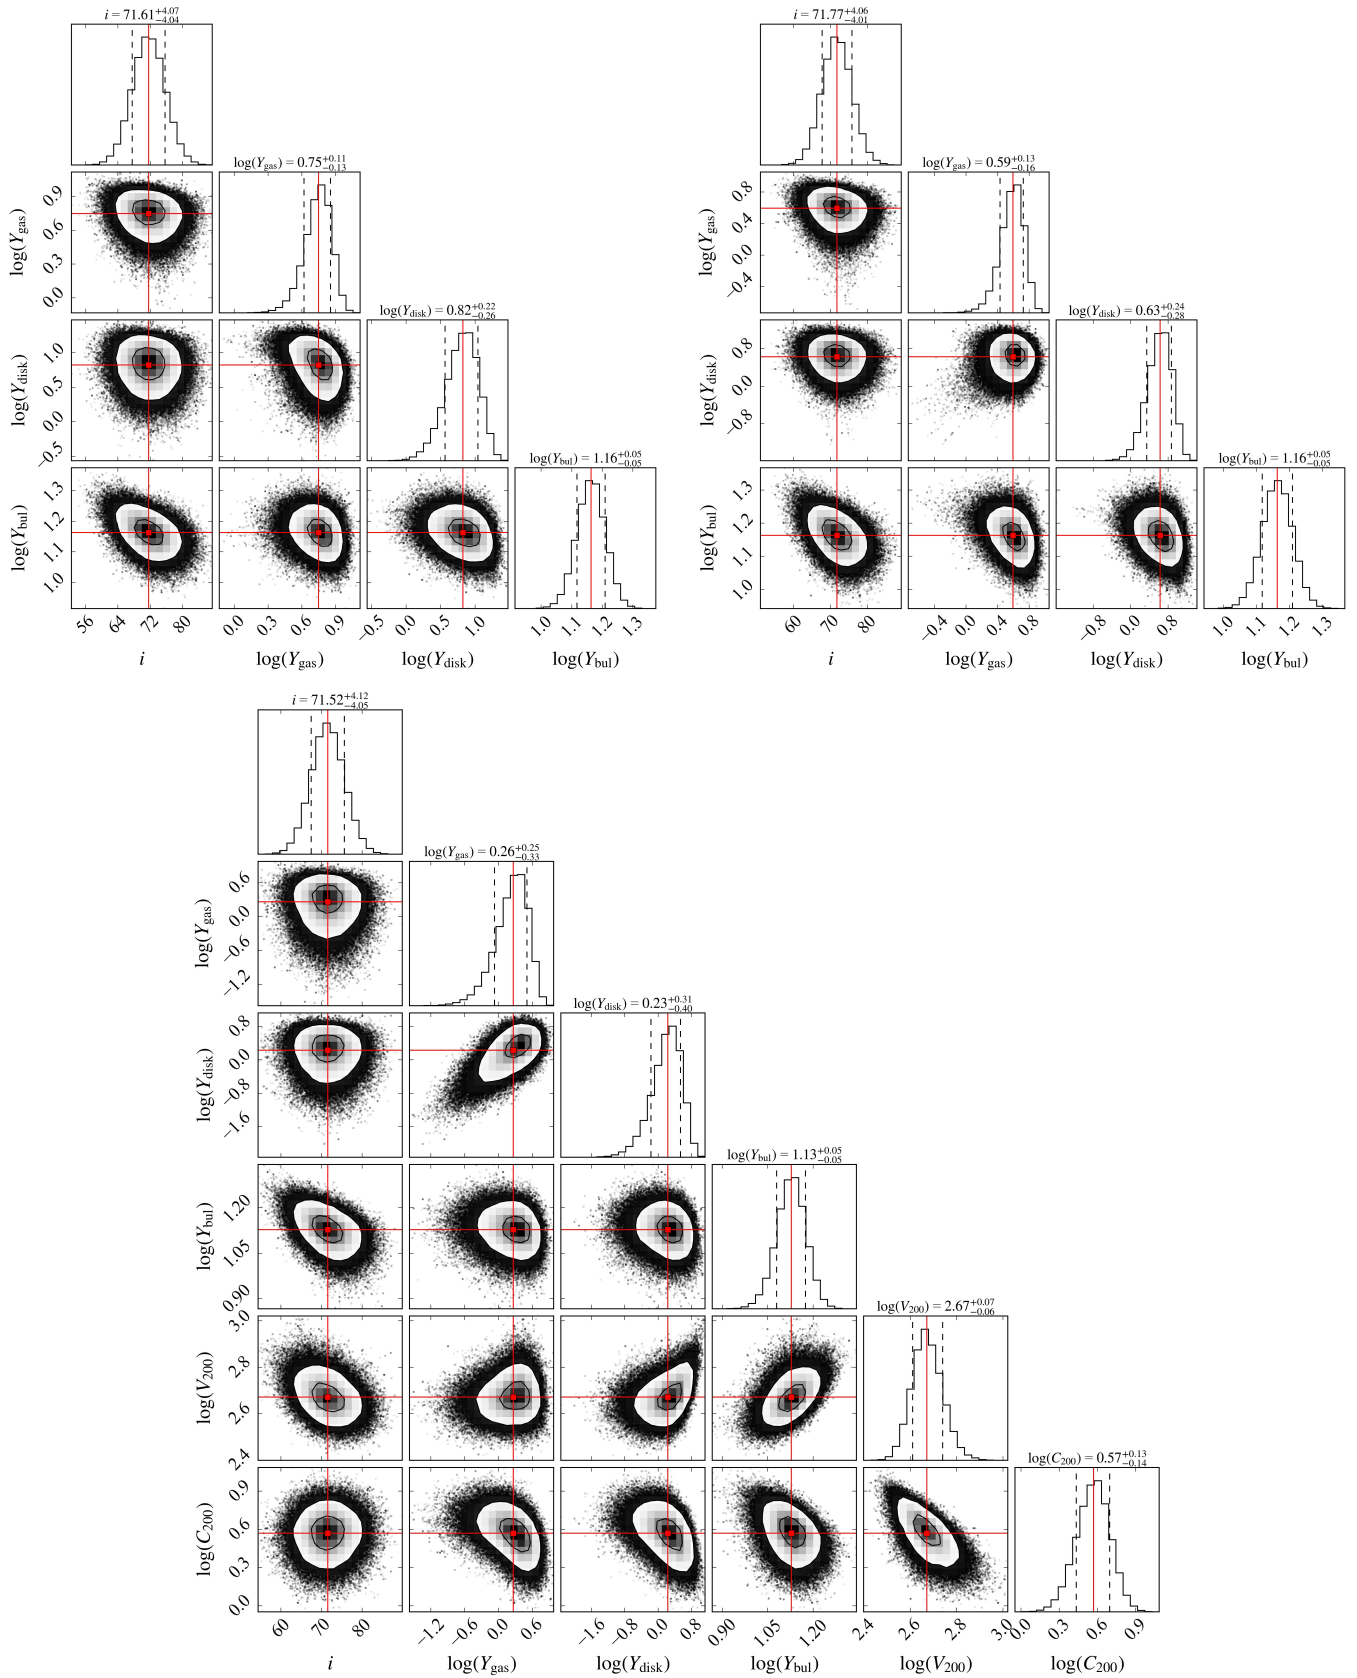 i = 71.61 +4.07 −4.04
log(Y_gas) = 0.75 +0.11 −0.13
0.9
0.6
0.3
0.0
log(Y_gas)
log(Y_disk) = 0.82 +0.22 −0.26
1.0
0.5
0.0
−0.5
log(Y_disk)
log(Y_bul) = 1.16 +0.05 −0.05
1.3
1.2
1.1
1.0
log(Y_bul)
56 64 72 80
0.0 0.3 0.6 0.9
−0.5 0.0 0.5 1.0
1.0 1.1 1.2 1.3
i log(Y_gas) log(Y_disk) log(Y_bul)
i = 71.77 +4.06 −4.01
log(Y_gas) = 0.59 +0.13 −0.16
0.8
0.4
0.0
−0.4
log(Y_gas)
log(Y_disk) = 0.63 +0.24 −0.28
0.8
0.0
−0.8
log(Y_disk)
log(Y_bul) = 1.16 +0.05 −0.05
1.3
1.2
1.1
1.0
log(Y_bul)
60 70 80
−0.4 0.0 0.4 0.8
−0.8 0.0 0.8
1.0 1.1 1.2 1.3
i log(Y_gas) log(Y_disk) log(Y_bul)
i = 71.52 +4.12 −4.05
log(Y_gas) = 0.26 +0.25 −0.33
0.6
0.0
−0.6
−1.2
log(Y_gas)
log(Y_disk) = 0.23 +0.31 −0.40
0.8
0.0
−0.8
−1.6
log(Y_disk)
log(Y_bul) = 1.13 +0.05 −0.05
1.20
1.05
0.90
log(Y_bul)
log(V_200) = 2.67 +0.07 −0.06
3.0
2.8
2.6
2.4
log(V_200)
log(C_200) = 0.57 +0.13 −0.14
0.9
0.6
0.3
0.0
log(C_200)
60 70 80
−1.2 −0.6 0.0 0.6
−1.6 −0.8 0.0 0.8
0.90 1.05 1.20
2.4 2.6 2.8 3.0
0.0 0.3 0.6 0.9
i log(Y_gas) log(Y_disk) log(Y_bul) log(V_200) log(C_200)